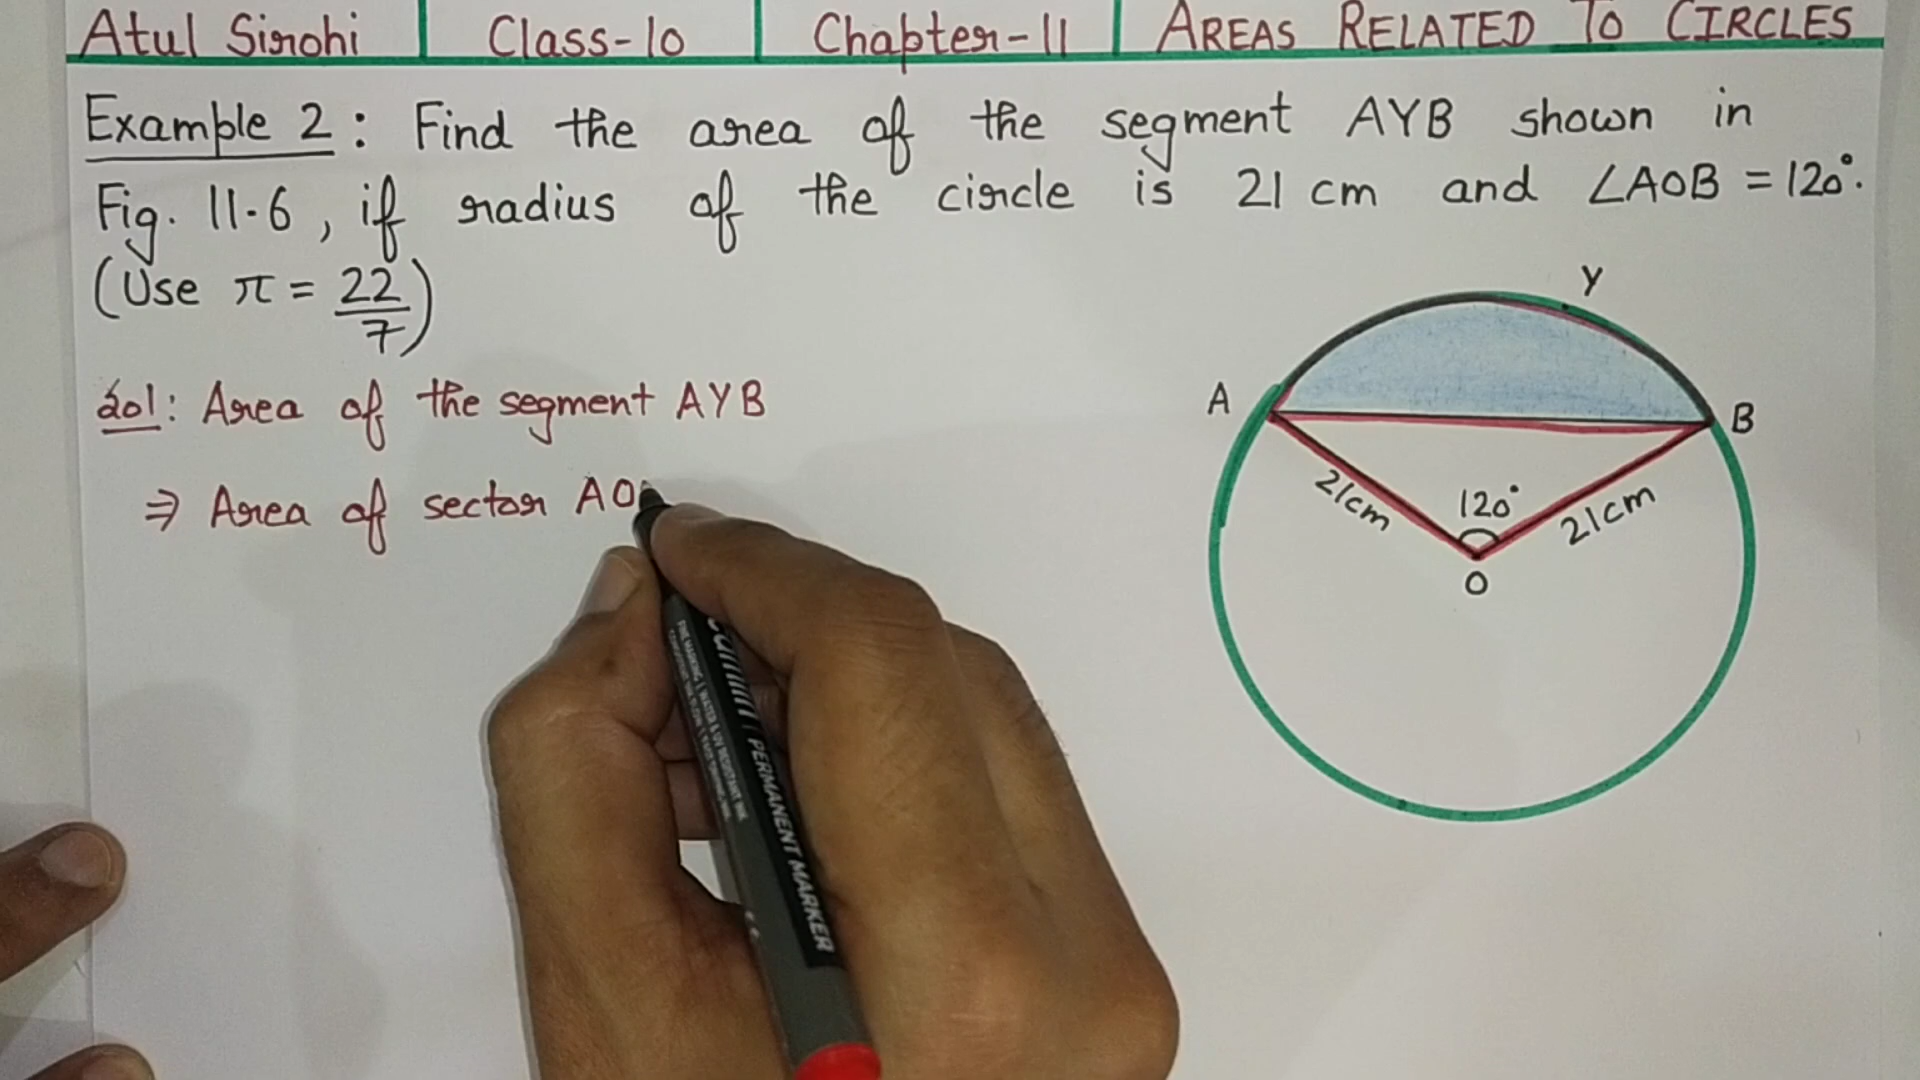 Atul Sirohi Class-10 Chapter-11 AREAS RELATED TO CIRCLES
Example 2: Find the area of the segment AYB shown in
Fig. 11.6, if radius of the circle is 21 cm and ∠AOB = 120°.
(Use π = 22/7)
Sol: Area of the segment AYB
⇒ Area of sector AO
Y
A
B
21cm
120°
21cm
O
PERMANENT MARKER